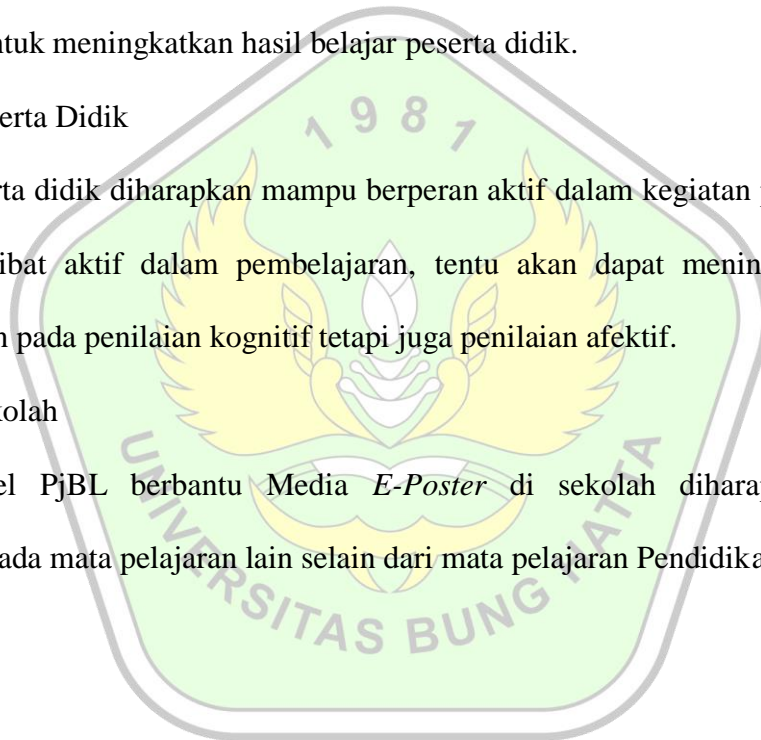 ntuk meningkatkan hasil belajar peserta didik.
erta Didik
1981
rta didik diharapkan mampu berperan aktif dalam kegiatan
ibat aktif dalam pembelajaran, tentu akan dapat menin
n pada penilaian kognitif tetapi juga penilaian afektif.
kolah
el PjBL berbantu Media E-Poster di sekolah dihara
ada mata pelajaran lain selain dari mata pelajaran Pendidika
UNIVERSITAS BUNG HATTA